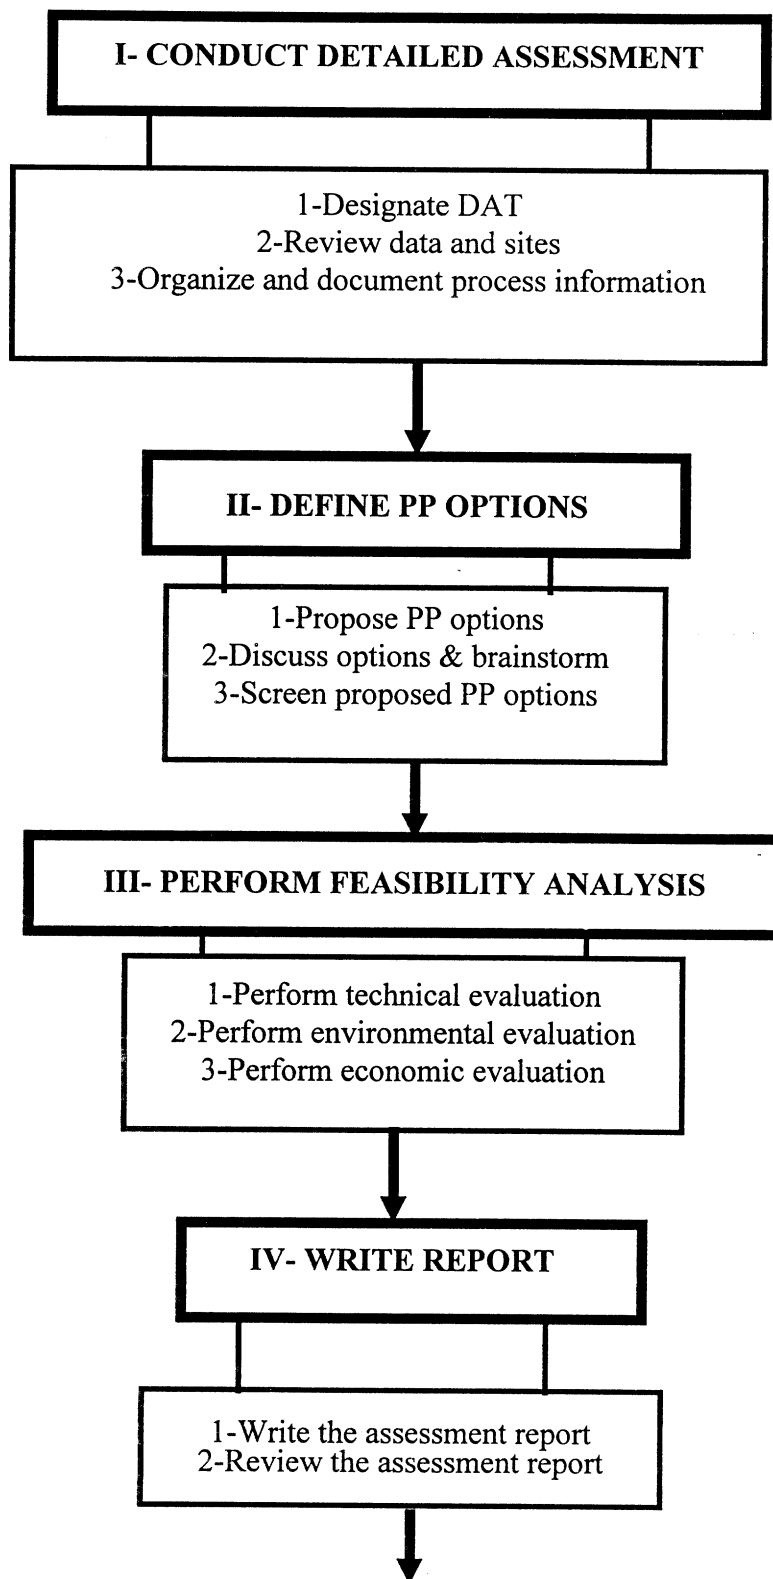 I- CONDUCT DETAILED ASSESSMENT
1-Designate DAT
2-Review data and sites
3-Organize and document process information
II- DEFINE PP OPTIONS
1-Propose PP options
2-Discuss options & brainstorm
3-Screen proposed PP options
III- PERFORM FEASIBILITY ANALYSIS
1-Perform technical evaluation
2-Perform environmental evaluation
3-Perform economic evaluation
IV- WRITE REPORT
1-Write the assessment report
2-Review the assessment report